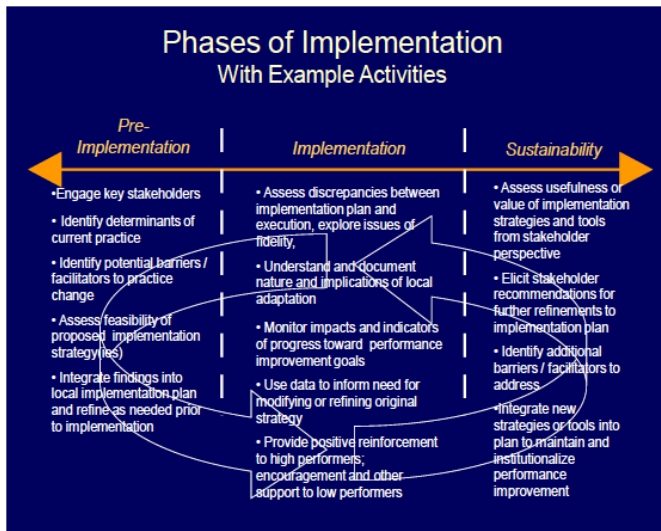 Phases of Implementation
With Example Activities
Pre-
Implementation
Implementation
Sustainability
•Engage key stakeholders
• Identify determinants of
current practice
• Identify potential barriers /
facilitators to practice
change
• Assess feasibility of
proposed implementation
strategy(ies)
• Integrate findings into
local implementation plan
and refine as needed prior
to implementation
• Assess discrepancies between
implementation plan and
execution, explore issues of
fidelity,
• Understand and document
nature and implications of local
adaptation
• Monitor impacts and indicators
of progress toward performance
improvement goals
• Use data to inform need for
modifying or refining original
strategy
• Provide positive reinforcement
to high performers;
encouragement and other
support to low performers
• Assess usefulness or
value of implementation
strategies and tools
from stakeholder
perspective
• Elicit stakeholder
recommendations for
further refinements to
implementation plan
• Identify additional
barriers / facilitators to
address
•Integrate new
strategies or tools into
plan to maintain and
institutionalize
performance
improvement